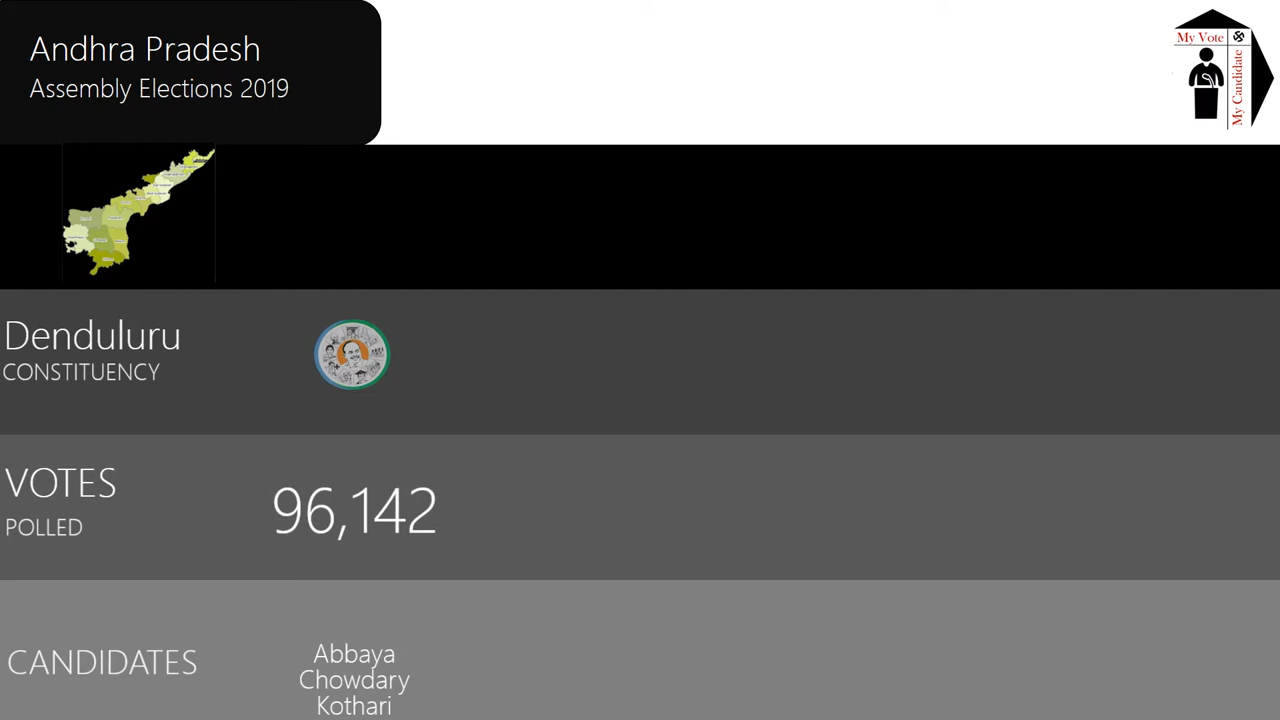 Andhra Pradesh
Assembly Elections 2019
My Vote
My Candidate
Denduluru
CONSTITUENCY
VOTES
POLLED
96,142
CANDIDATES
Abbaya
Chowdary
Kothari